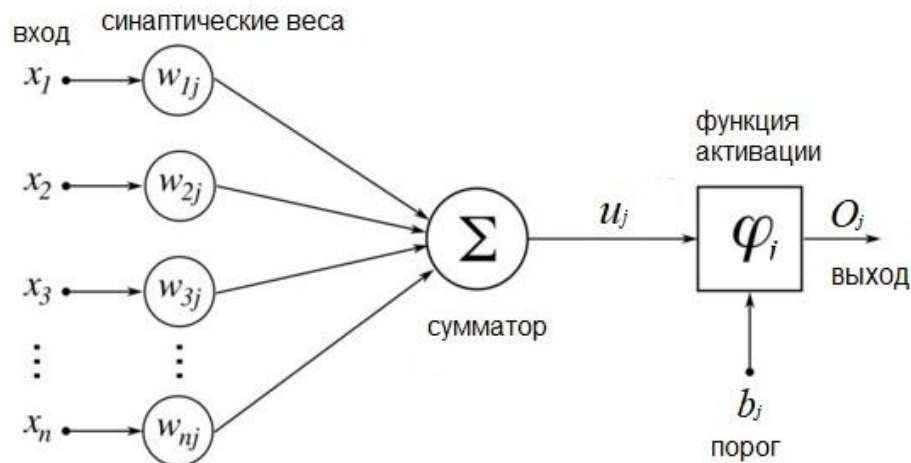 вход
синаптические веса
x₁
w₁ⱼ
x₂
w₂ⱼ
x₃
w₃ⱼ
⋮
⋮
xₙ
wₙⱼ
Σ
сумматор
uⱼ
функция
активации
φⱼ
Oⱼ
выход
bⱼ
порог